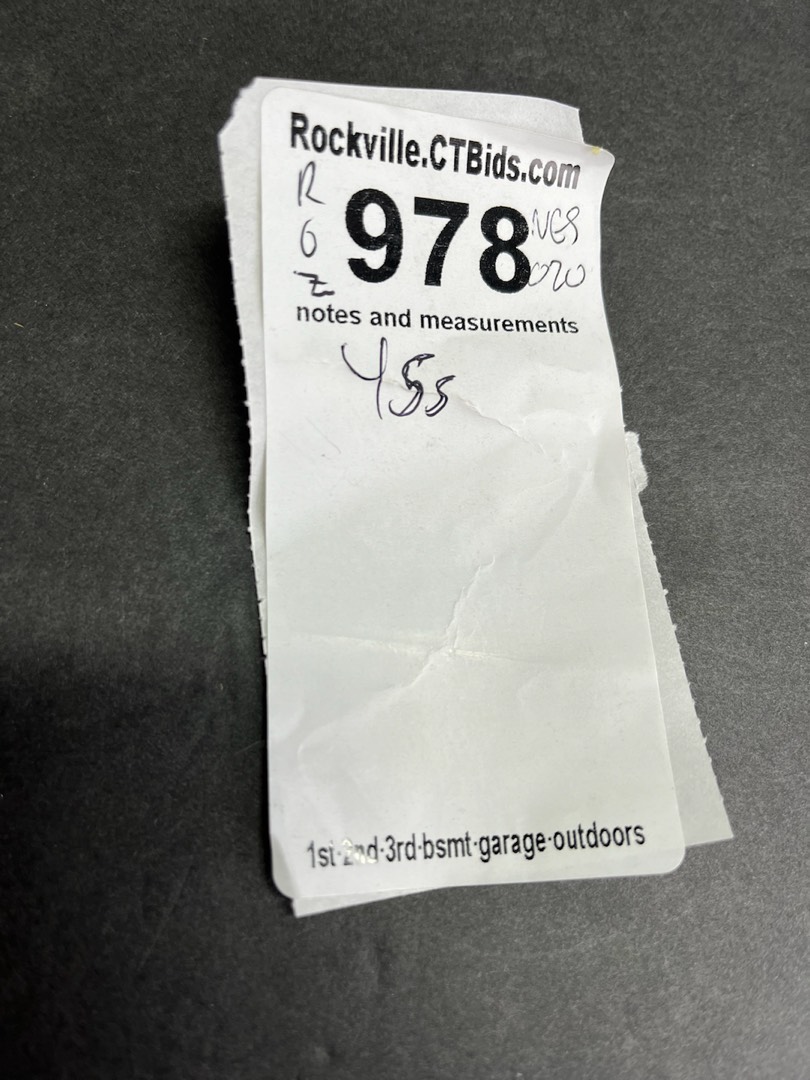 Rockville.CTBids.com
R
6
Z
978
notes and measurements
455
1st·2nd·3rd·bsmt·garage·outdoors